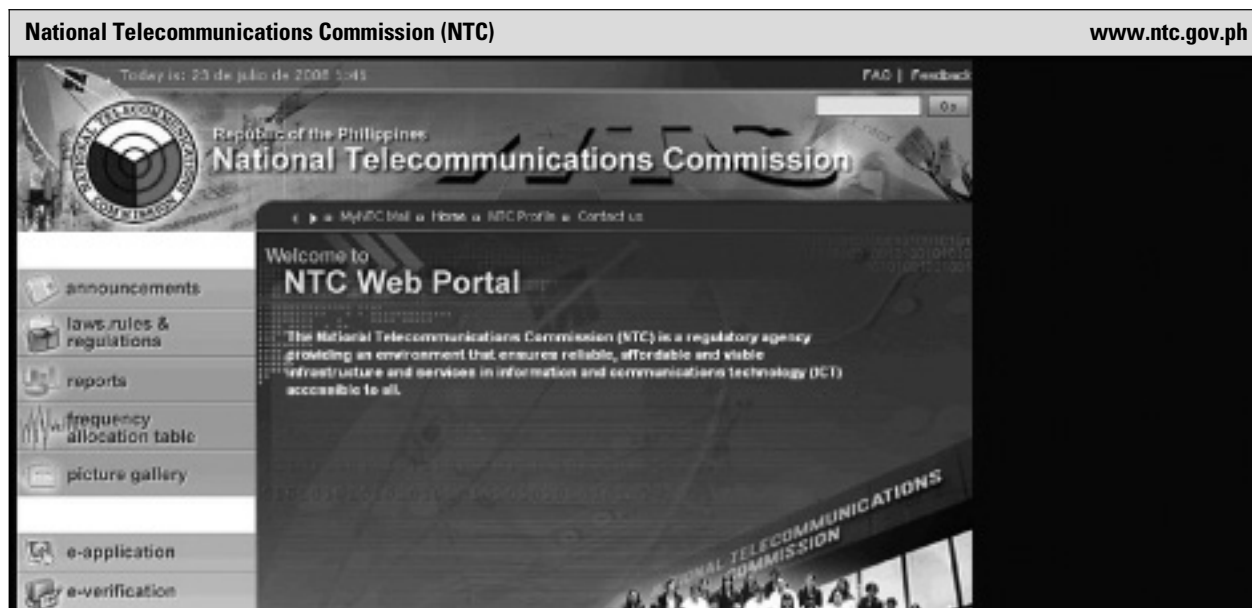 National Telecommunications Commission (NTC) www.ntc.gov.ph
Today is: 23 de julio de 2008
FAQ | Feedback
Go
Republic of the Philippines
National Telecommunications Commission
NTC
NATIONAL TELECOMMUNICATIONS COMMISSION
MyNTC Mail Home NTC Profile Contact us
Welcome to
NTC Web Portal
The National Telecommunications Commission (NTC) is a regulatory agency
providing an environment that ensures reliable, affordable and viable
infrastructure and services in information and communications technology (ICT)
accessible to all.
announcements
laws,rules &
regulations
reports
frequency
allocation table
picture gallery
e-application
e-verification
NATIONAL TELECOMMUNICATIONS
COMMISSION